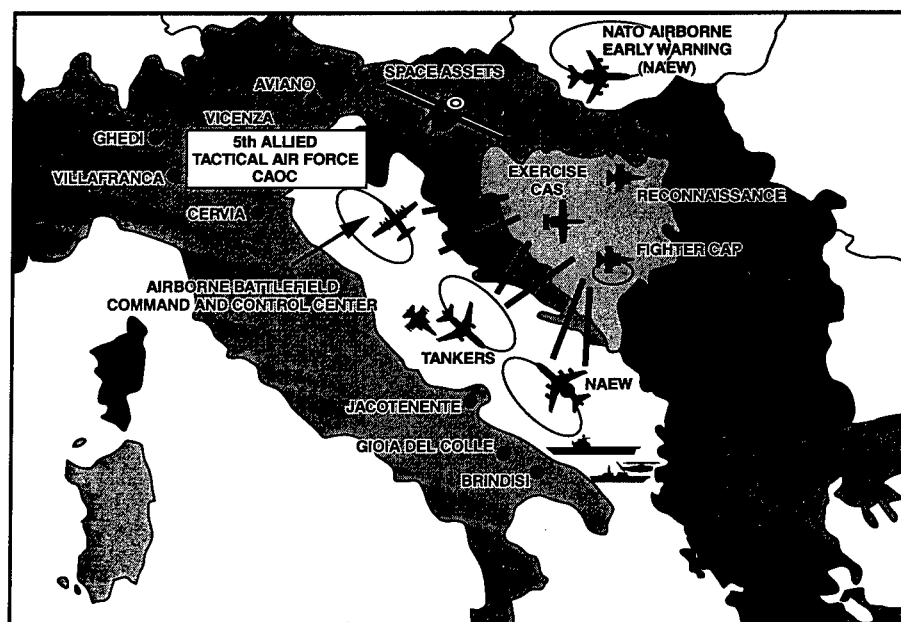 NATO AIRBORNE
EARLY WARNING
(NAEW)
SPACE ASSETS
AVIANO
VICENZA
GHEDI
5th ALLIED
TACTICAL AIR FORCE
CAOC
VILLAFRANCA
EXERCISE
CAS
RECONNAISSANCE
CERVIA
FIGHTER CAP
AIRBORNE BATTLEFIELD
COMMAND AND CONTROL CENTER
TANKERS
NAEW
JACOTENENTE
GIOIA DEL COLLE
BRINDISI